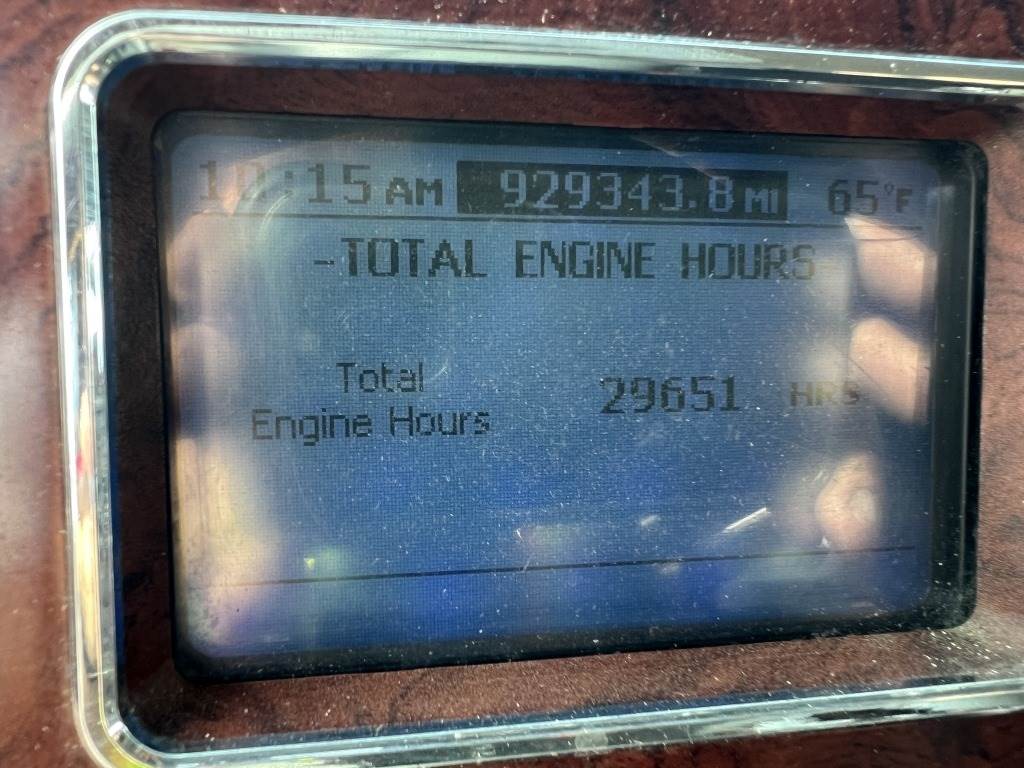 10:15 AM 929343.8 MI 65°F
-TOTAL ENGINE HOURS-
Total
Engine Hours 29651 HRS